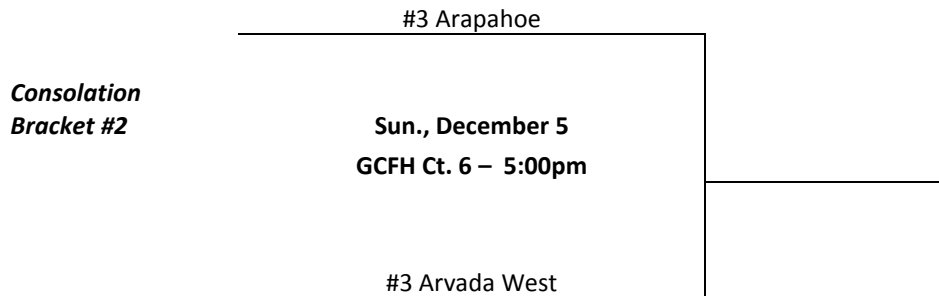 #3 Arapahoe
Consolation
Bracket #2
Sun., December 5
GCFH Ct. 6 – 5:00pm
#3 Arvada West